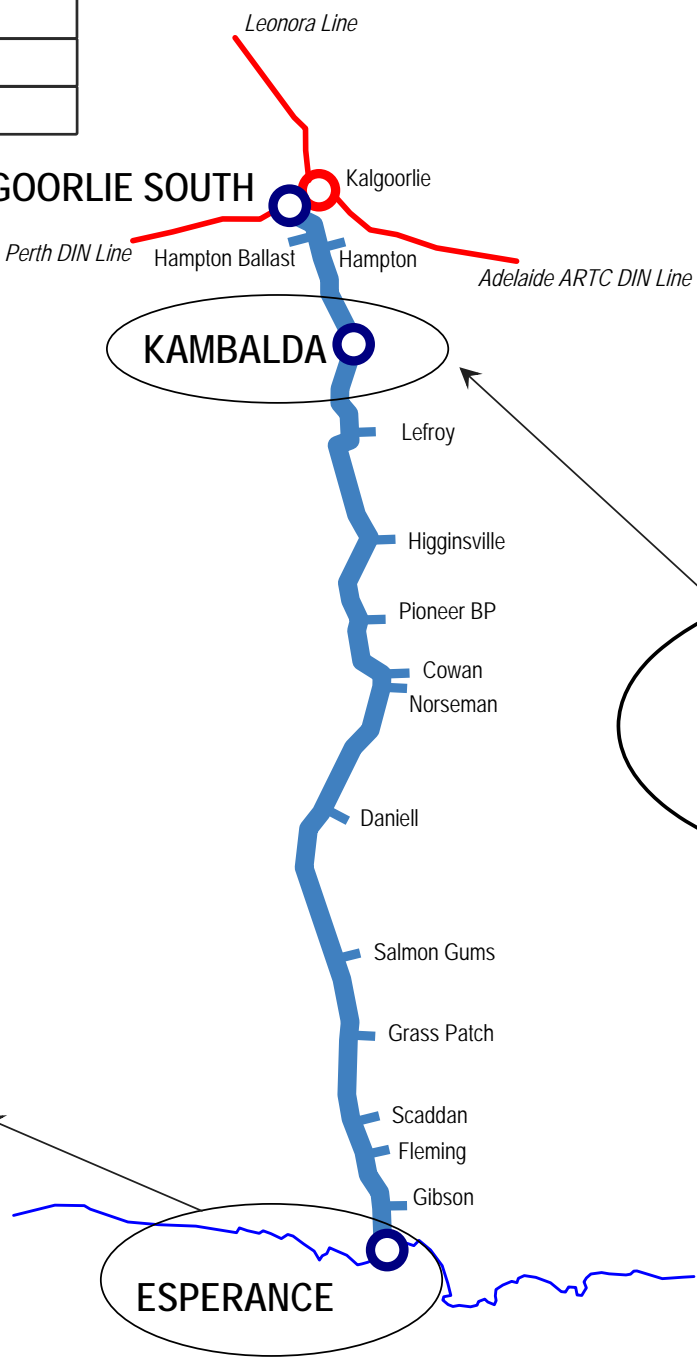 Leonora Line
GOORLIE SOUTH
Kalgoorlie
Perth DIN Line
Hampton Ballast
Hampton
Adelaide ARTC DIN Line
KAMBALDA
Lefroy
Higginsville
Pioneer BP
Cowan
Norseman
Daniell
Salmon Gums
Grass Patch
Scaddan
Fleming
Gibson
ESPERANCE